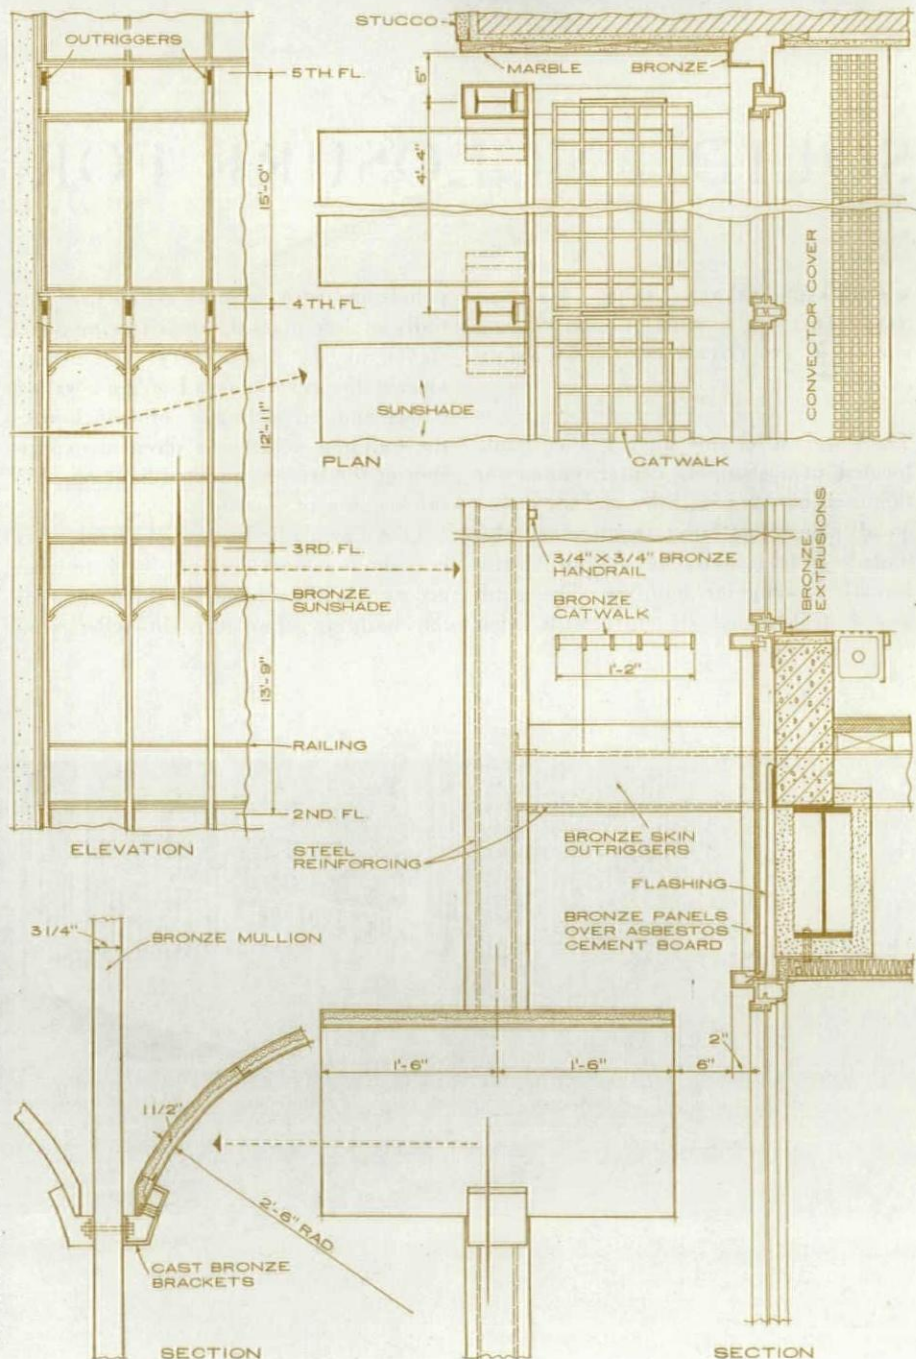 OUTRIGGERS
5TH. FL.
15'-0"
4TH. FL.
12'-11"
3RD. FL.
BRONZE
SUNSHADE
13'-9"
RAILING
2ND. FL.
ELEVATION
STUCCO
MARBLE
BRONZE
5"
4'-4"
CONVECTOR COVER
SUNSHADE
PLAN
CATWALK
3/4" X 3/4" BRONZE
HANDRAIL
BRONZE
EXTRUSIONS
BRONZE
CATWALK
1'-2"
STEEL
REINFORCING
BRONZE SKIN
OUTRIGGERS
FLASHING
BRONZE PANELS
OVER ASBESTOS
CEMENT BOARD
3 1/4"
BRONZE MULLION
1 1/2"
2'-6" RAD
CAST BRONZE
BRACKETS
SECTION
1'-6"
1'-6"
6"
2"
SECTION